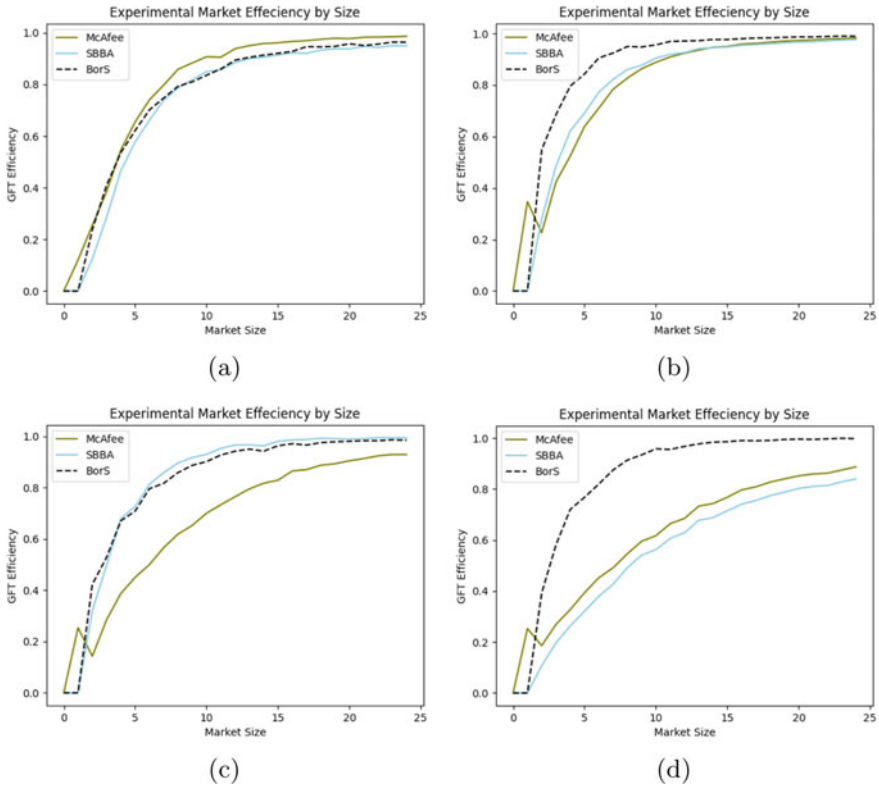 Experimental Market Effeciency by Size
McAfee
SBBA
BorS
GFT Efficiency
1.0
0.8
0.6
0.4
0.2
0.0
0 5 10 15 20 25
Market Size
(a)
Experimental Market Effeciency by Size
McAfee
SBBA
BorS
GFT Efficiency
1.0
0.8
0.6
0.4
0.2
0.0
0 5 10 15 20 25
Market Size
(b)
Experimental Market Effeciency by Size
McAfee
SBBA
BorS
GFT Efficiency
1.0
0.8
0.6
0.4
0.2
0.0
0 5 10 15 20 25
Market Size
(c)
Experimental Market Effeciency by Size
McAfee
SBBA
BorS
GFT Efficiency
1.0
0.8
0.6
0.4
0.2
0.0
0 5 10 15 20 25
Market Size
(d)